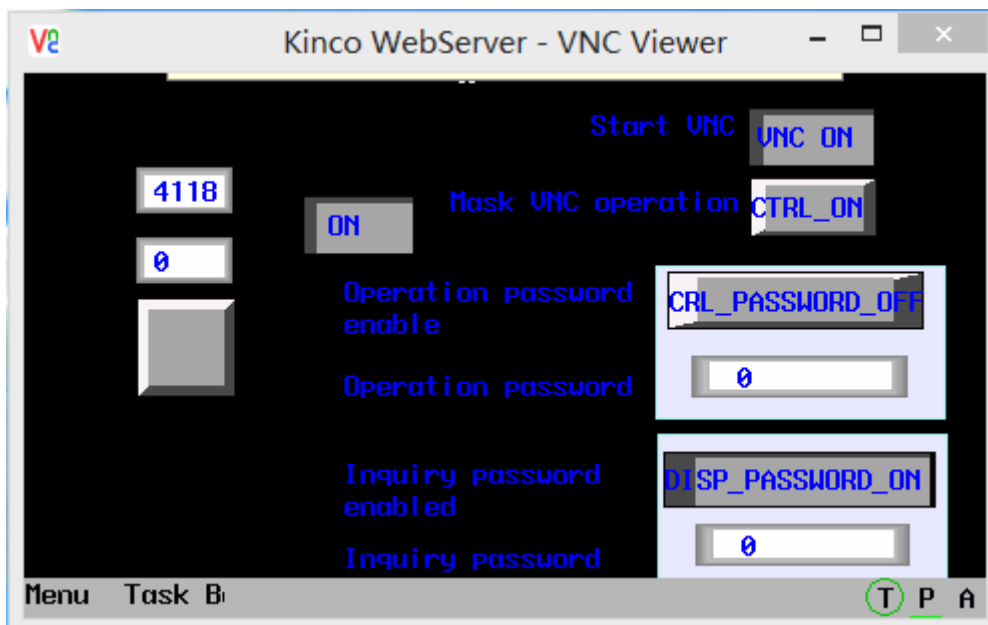 Kinco WebServer - VNC Viewer
Start VNC
VNC ON
4118
Mask VNC operation
CTRL_ON
ON
0
Operation password
enable
CRL_PASSWORD_OFF
Operation password
0
Inquiry password
enabled
DISP_PASSWORD_ON
Inquiry password
0
Menu
Task B
T P A